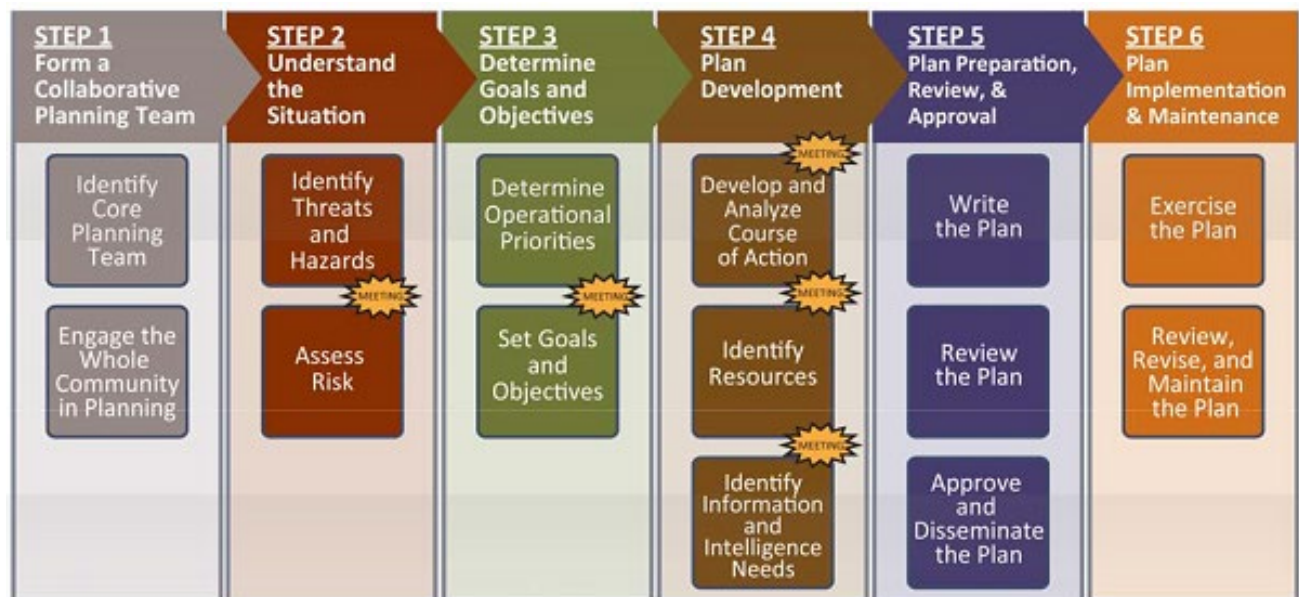 STEP 1
Form a
Collaborative
Planning Team
STEP 2
Understand
the
Situation
STEP 3
Determine
Goals and
Objectives
STEP 4
Plan
Development
STEP 5
Plan Preparation,
Review, &
Approval
STEP 6
Plan
Implementation
& Maintenance
Identify
Core
Planning
Team
Engage the
Whole
Community
in Planning
Identify
Threats
and
Hazards
MEETING
Assess
Risk
Determine
Operational
Priorities
MEETING
Set Goals
and
Objectives
MEETING
Develop and
Analyze
Course
of Action
MEETING
Identify
Resources
MEETING
Identify
Information
and
Intelligence
Needs
Write
the Plan
Review
the Plan
Approve
and
Disseminate
the Plan
Exercise
the Plan
Review,
Revise, and
Maintain
the Plan